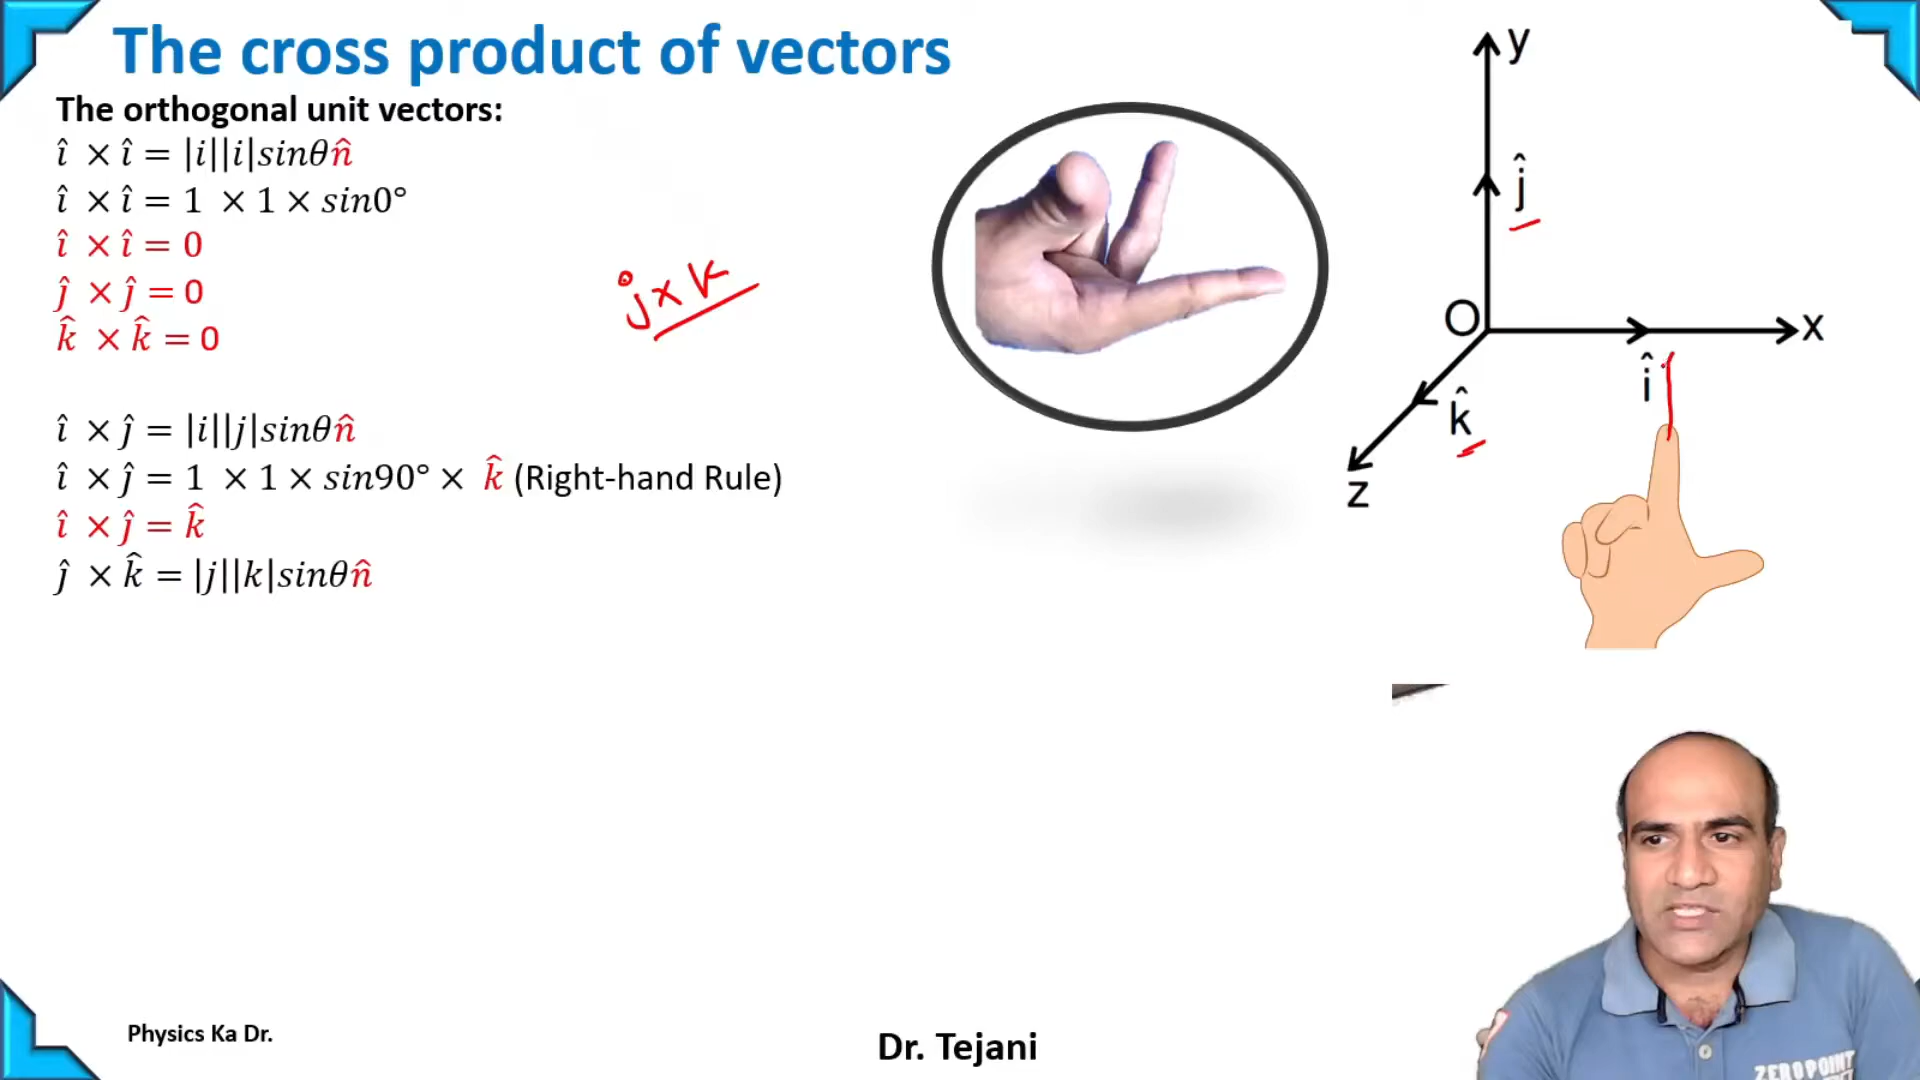 The cross product of vectors
The orthogonal unit vectors:
î × î = |i||i|sinθn̂
î × î = 1 × 1 × sin0°
î × î = 0
ĵ × ĵ = 0
k̂ × k̂ = 0
j × k
î × ĵ = |i||j|sinθn̂
î × ĵ = 1 × 1 × sin90° × k̂ (Right-hand Rule)
î × ĵ = k̂
ĵ × k̂ = |j||k|sinθn̂
y
ĵ
O
x
î
k̂
z
ZEROPOINT
Physics Ka Dr.
Dr. Tejani